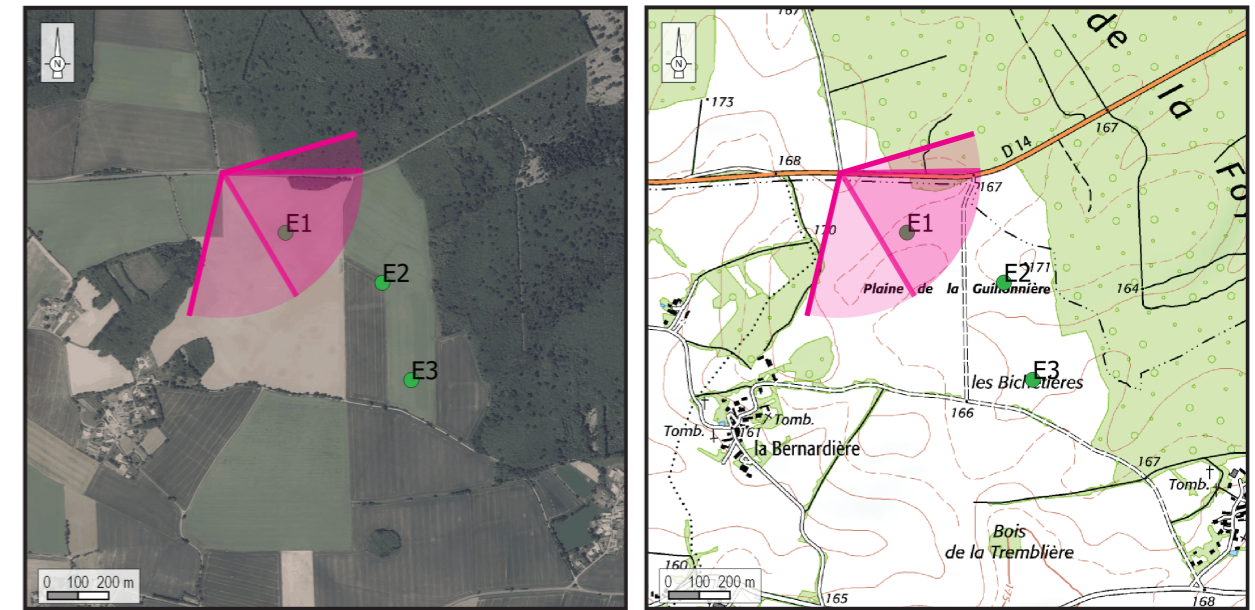 N
E1
E2
E3
0 100 200 m
N
167
de
la
173
167
D 14
168
167
E1
170
E2
171
Plaine de la Guillonnière
164
E3
les Bichetières
166
Tomb.
Tomb.
161
la Bernardière
167
Tomb.
Bois
de la Tremblière
160
0 100 200 m
165
168